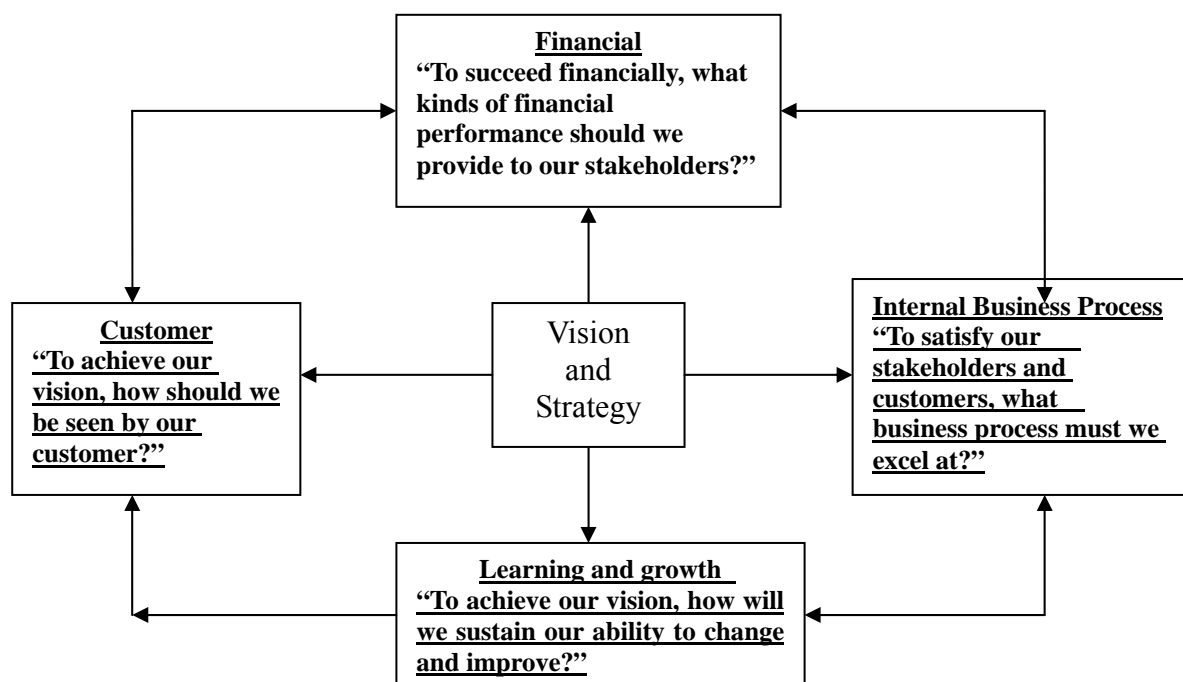 Financial
“To succeed financially, what
kinds of financial
performance should we
provide to our stakeholders?”
Customer
“To achieve our
vision, how should we
be seen by our
customer?”
Vision
and
Strategy
Internal Business Process
“To satisfy our
stakeholders and
customers, what
business process must we
excel at?”
Learning and growth
“To achieve our vision, how will
we sustain our ability to change
and improve?”